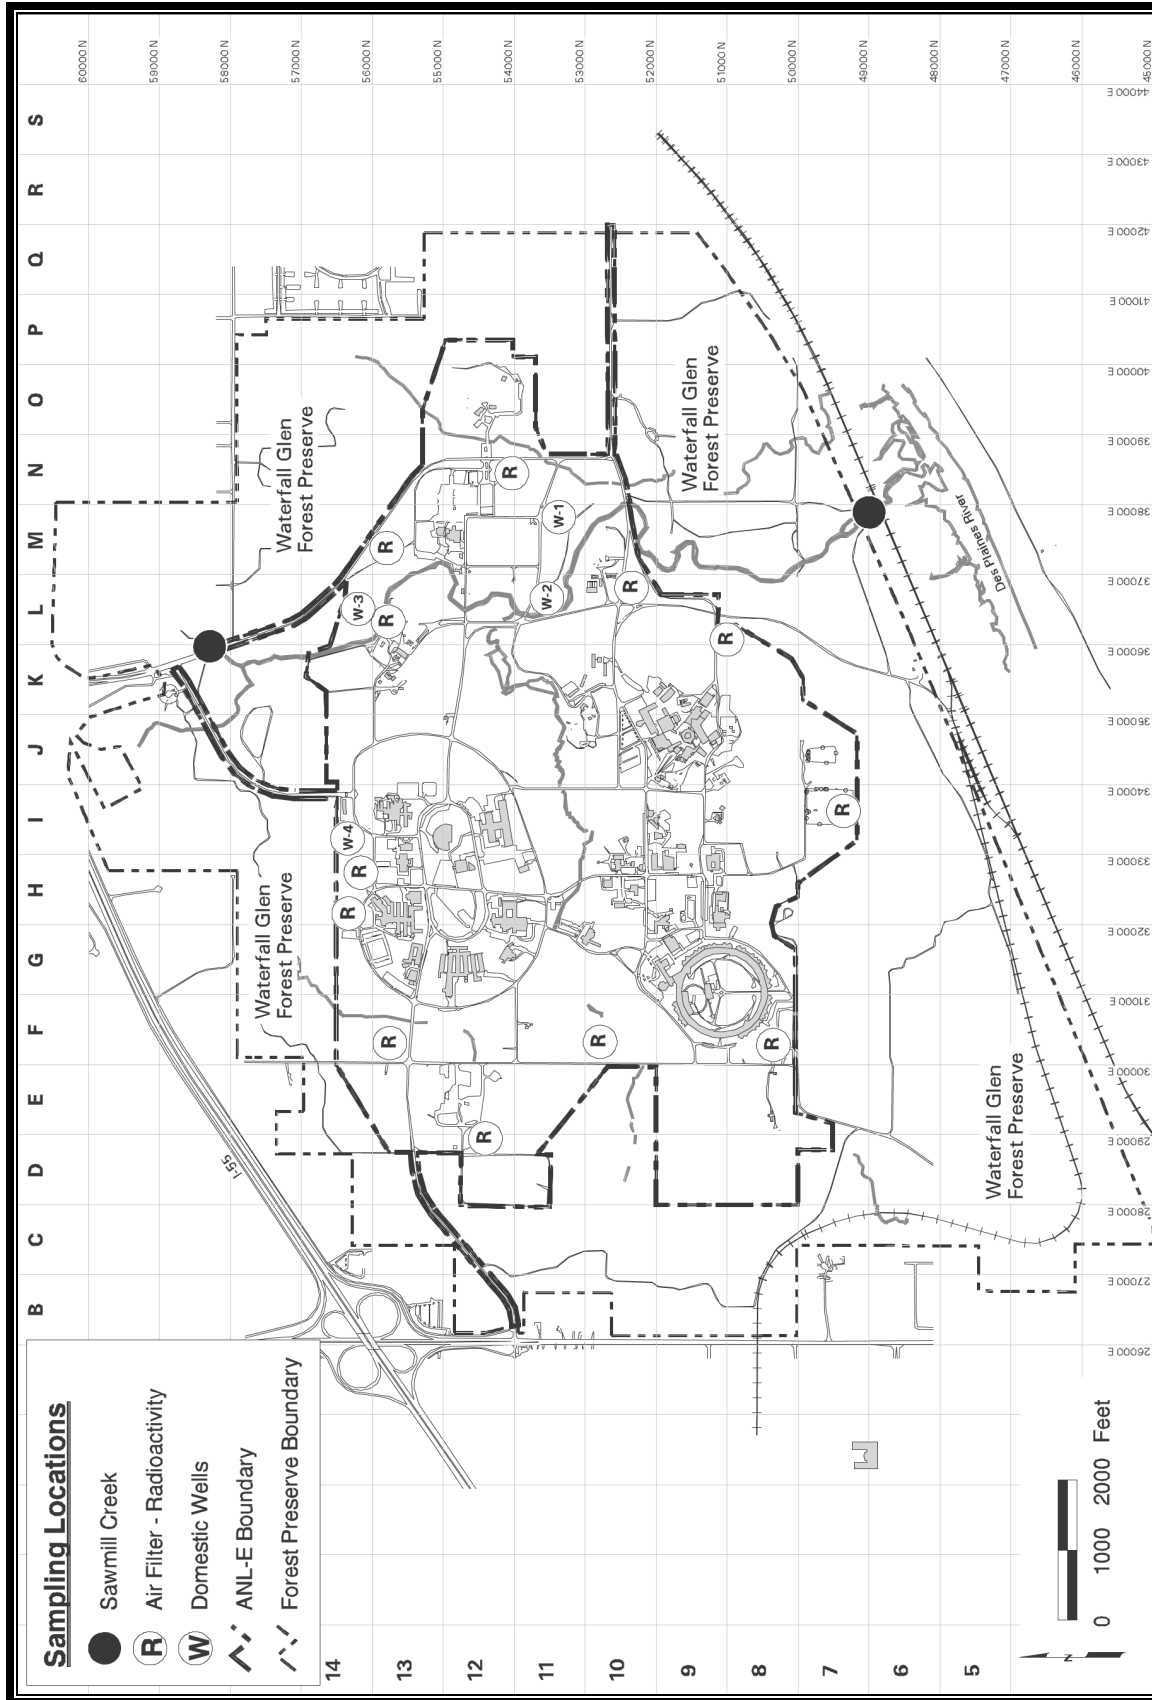 Sampling Locations
Sawmill Creek
Air Filter - Radioactivity
Domestic Wells
ANL-E Boundary
Forest Preserve Boundary
B
C
D
E
F
G
H
I
J
K
L
M
N
O
P
Q
R
S
60000 N
59000 N
58000 N
57000 N
56000 N
55000 N
54000 N
53000 N
52000 N
51000 N
50000 N
49000 N
48000 N
47000 N
46000 N
45000
26000 E
27000 E
28000 E
29000 E
30000 E
31000 E
32000 E
33000 E
34000 E
35000 E
36000 E
37000 E
38000 E
39000 E
40000 E
41000 E
42000 E
43000 E
44000 E
14
13
12
11
10
9
8
7
6
5
R
W
I-55
Waterfall Glen
Forest Preserve
Waterfall Glen
Forest Preserve
Waterfall Glen
Forest Preserve
Waterfall Glen
Forest Preserve
Des Plaines River
W-1
W-2
W-3
W-4
R
R
R
R
R
R
R
R
R
R
R
R
0 1000 2000 Feet
N